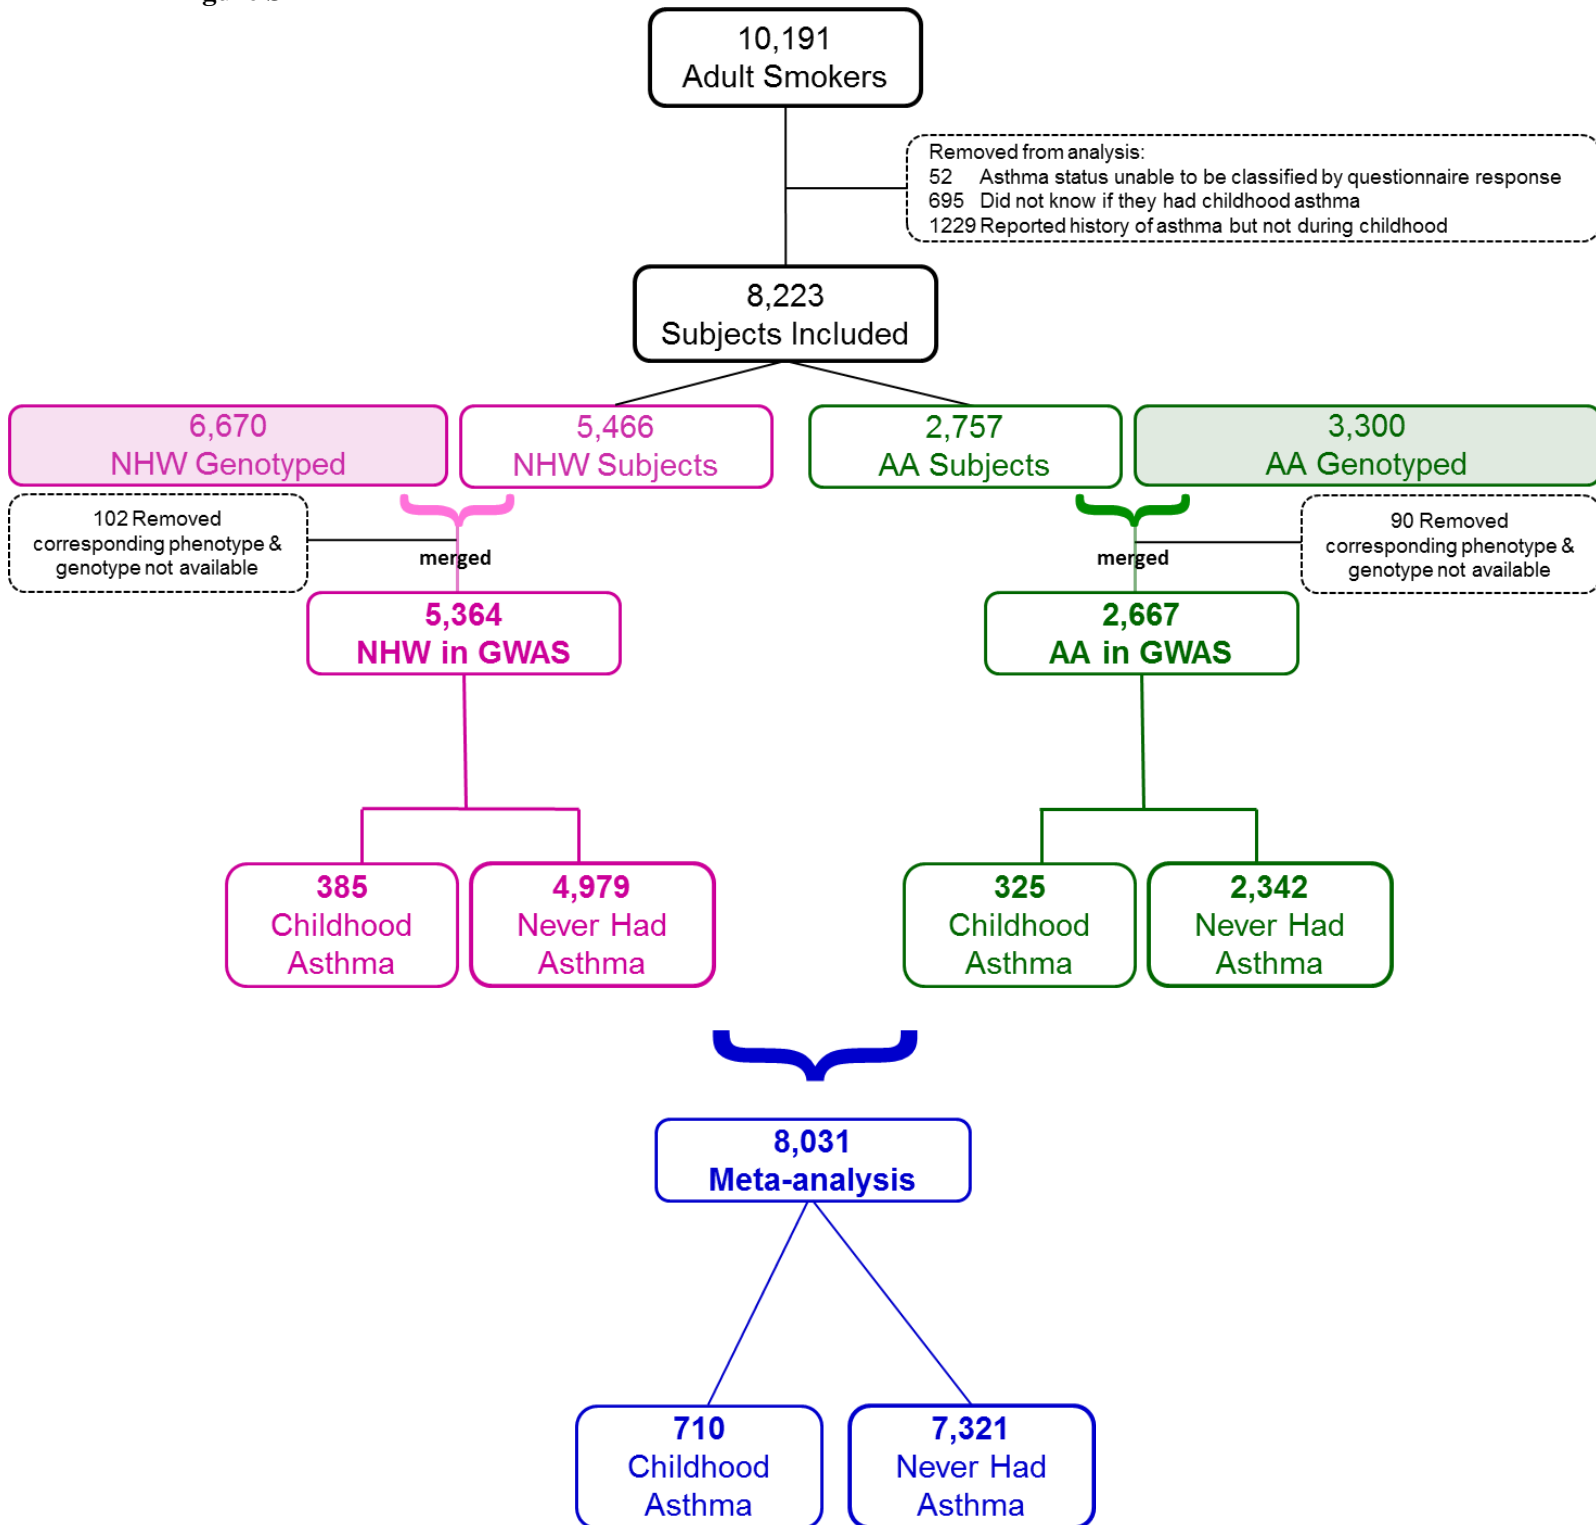 10,191
Adult Smokers
Removed from analysis:
52 Asthma status unable to be classified by questionnaire response
695 Did not know if they had childhood asthma
1229 Reported history of asthma but not during childhood
8,223
Subjects Included
6,670
NHW Genotyped
5,466
NHW Subjects
2,757
AA Subjects
3,300
AA Genotyped
102 Removed
corresponding phenotype &
genotype not available
merged
merged
90 Removed
corresponding phenotype &
genotype not available
5,364
NHW in GWAS
2,667
AA in GWAS
385
Childhood
Asthma
4,979
Never Had
Asthma
325
Childhood
Asthma
2,342
Never Had
Asthma
8,031
Meta-analysis
710
Childhood
Asthma
7,321
Never Had
Asthma